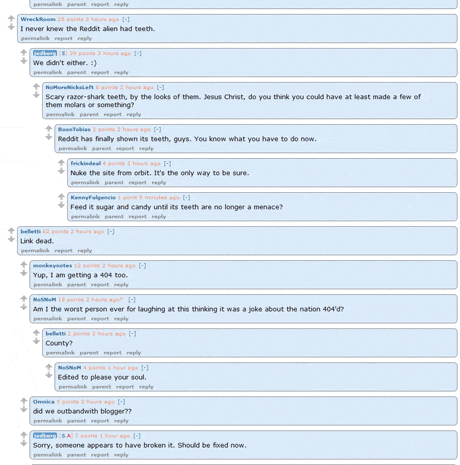 permalink parent report reply
WreckRoom 25 points 3 hours ago [-]
I never knew the Reddit alien had teeth.
permalink report reply
jedberg [S] 29 points 3 hours ago [-]
We didn't either. :)
permalink parent report reply
NoMoreNicksLeft 6 points 2 hours ago [-]
Scary razor-shark teeth, by the looks of them. Jesus Christ, do you think you could have at least made a few of
them molars or something?
permalink parent report reply
BoonTobias 2 points 2 hours ago [-]
Reddit has finally shown its teeth, guys. You know what you have to do now.
permalink parent report reply
frickindeal 4 points 2 hours ago [-]
Nuke the site from orbit. It's the only way to be sure.
permalink parent report reply
KennyFulgencio 1 point 5 minutes ago [-]
Feed it sugar and candy until its teeth are no longer a menace?
permalink parent report reply
belletti 62 points 2 hours ago [-]
Link dead.
permalink report reply
monkeynotes 12 points 2 hours ago [-]
Yup, I am getting a 404 too.
permalink parent report reply
NoSNoM 10 points 2 hours ago* [-]
Am I the worst person ever for laughing at this thinking it was a joke about the nation 404'd?
permalink parent report reply
belletti 2 points 2 hours ago [-]
County?
permalink parent report reply
NoSNoM 4 points 1 hour ago [-]
Edited to please your soul.
permalink parent report reply
Omnica 5 points 2 hours ago [-]
did we outbandwith blogger??
permalink parent report reply
jedberg [S,A] 7 points 1 hour ago [-]
Sorry, someone appears to have broken it. Should be fixed now.
permalink parent report reply